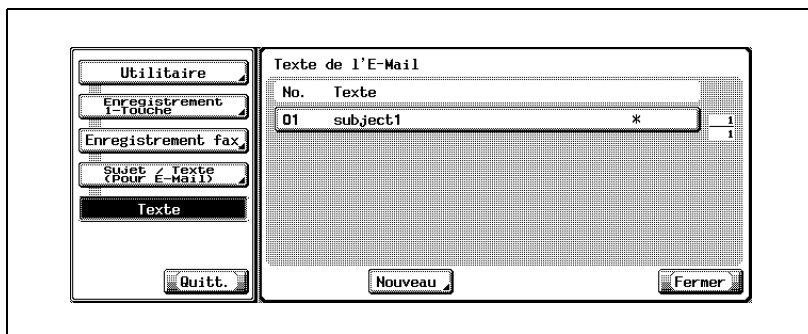 Utilitaire
Enregistrement
1-Touche
Enregistrement fax
Sujet / Texte
(Pour E-Mail)
Texte
Quitt.
Texte de l'E-Mail
No. Texte
01 subject1 *
1
1
Nouveau
Fermer